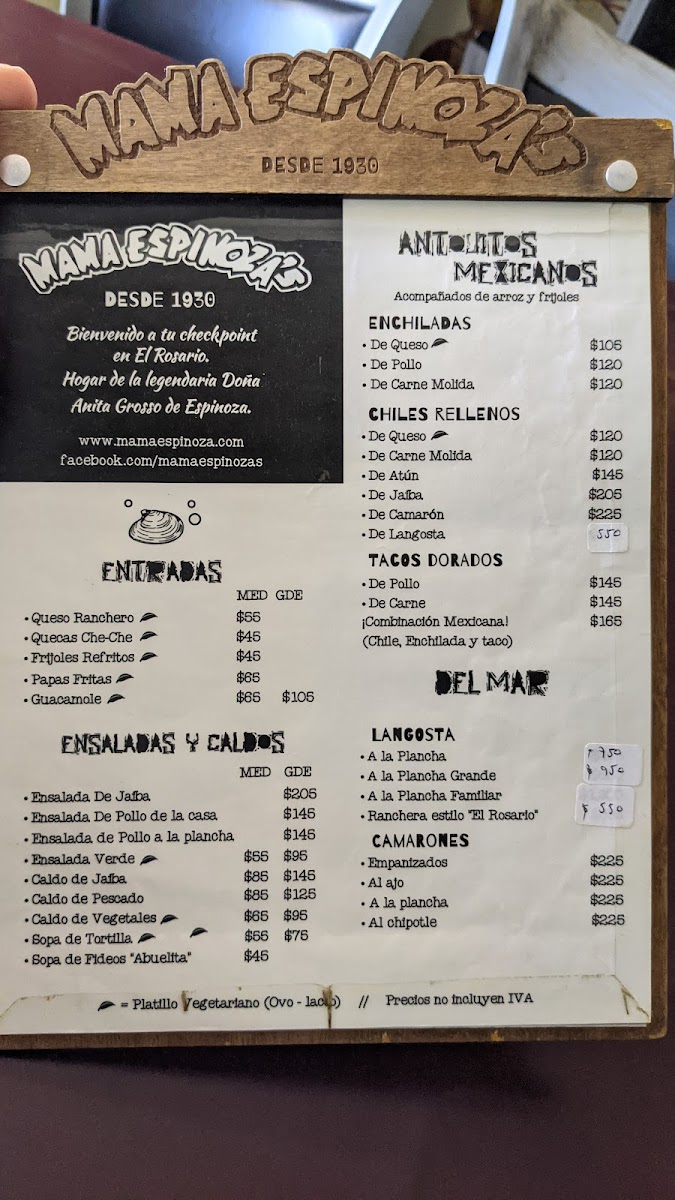 MAMA ESPINOZA'S
DESDE 1930
MAMA ESPINOZA'S
DESDE 1930
Bienvenido a tu checkpoint
en El Rosario.
Hogar de la legendaria Doña
Anita Grosso de Espinoza.
www.mamaespinoza.com
facebook.com/mamaespinozas
ENTRADAS
MED GDE
• Queso Ranchero $55
• Quecas Che-Che $45
• Frijoles Refritos $45
• Papas Fritas $65
• Guacamole $65 $105
ENSALADAS Y CALDOS
MED GDE
• Ensalada De Jaiba $205
• Ensalada De Pollo de la casa $145
• Ensalada de Pollo a la plancha $145
• Ensalada Verde $55 $95
• Caldo de Jaiba $85 $145
• Caldo de Pescado $85 $125
• Caldo de Vegetales $65 $95
• Sopa de Tortilla $55 $75
• Sopa de Fideos "Abuelita" $45
ANTOJITOS
MEXICANOS
Acompañados de arroz y frijoles
ENCHILADAS
• De Queso $105
• De Pollo $120
• De Carne Molida $120
CHILES RELLENOS
• De Queso $120
• De Carne Molida $120
• De Atún $145
• De Jaiba $205
• De Camarón $225
• De Langosta 550
TACOS DORADOS
• De Pollo $145
• De Carne $145
¡Combinación Mexicana! $165
(Chile, Enchilada y taco)
DEL MAR
LANGOSTA
• A la Plancha 750
• A la Plancha Grande $950
• A la Plancha Familiar
• Ranchera estilo "El Rosario" $ 550
CAMARONES
• Empanizados $225
• Al ajo $225
• A la plancha $225
• Al chipotle $225
= Platillo Vegetariano (Ovo - lacto) // Precios no incluyen IVA